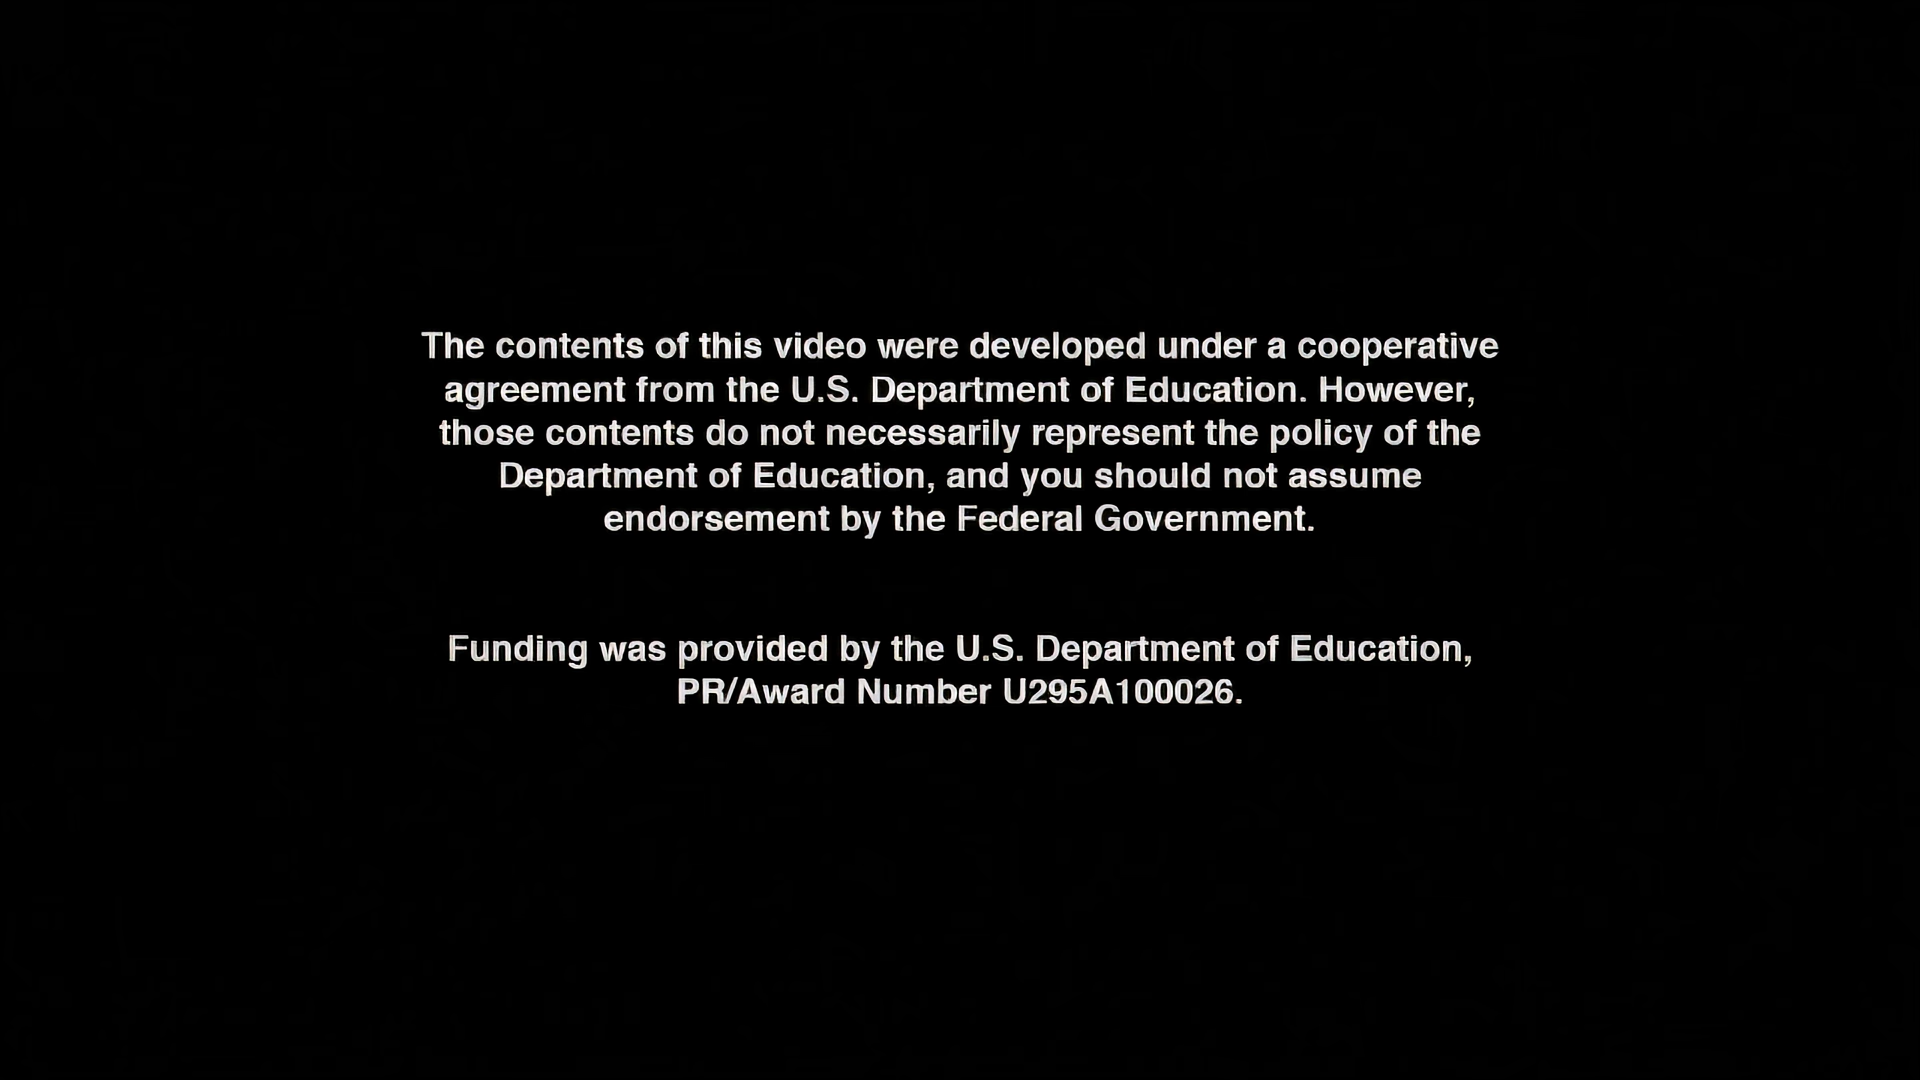 The contents of this video were developed under a cooperative
agreement from the U.S. Department of Education. However,
those contents do not necessarily represent the policy of the
Department of Education, and you should not assume
endorsement by the Federal Government.
Funding was provided by the U.S. Department of Education,
PR/Award Number U295A100026.